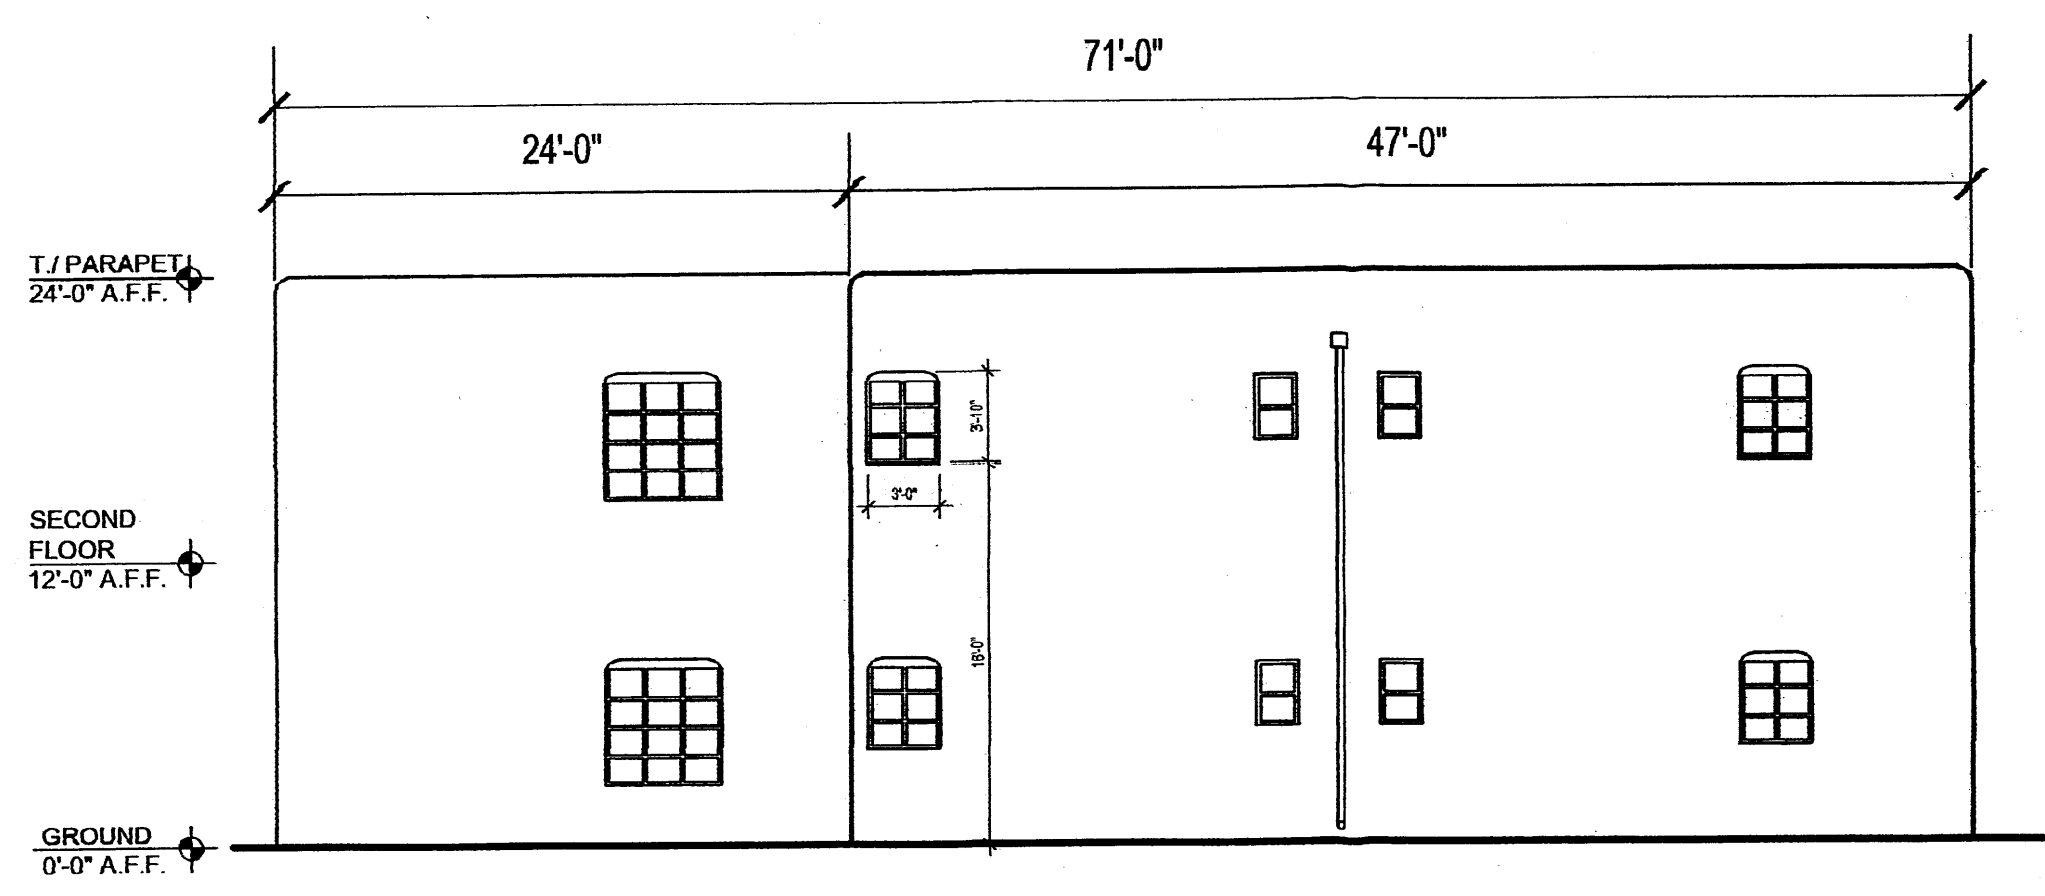 71'-0"
24'-0"
47'-0"
T./ PARAPET
24'-0" A.F.F.
3'-10"
3'-0"
SECOND
FLOOR
12'-0" A.F.F.
16'-0"
GROUND
0'-0" A.F.F.